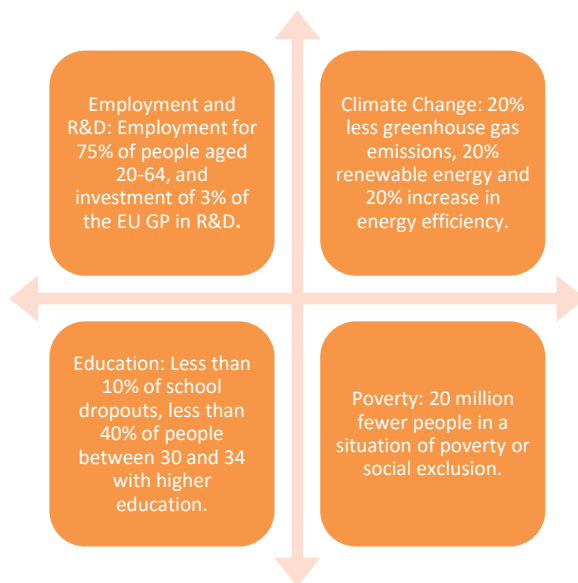 Employment and
R&D: Employment for
75% of people aged
20-64, and
investment of 3% of
the EU GP in R&D.
Climate Change: 20%
less greenhouse gas
emissions, 20%
renewable energy and
20% increase in
energy efficiency.
Education: Less than
10% of school
dropouts, less than
40% of people
between 30 and 34
with higher
education.
Poverty: 20 million
fewer people in a
situation of poverty or
social exclusion.